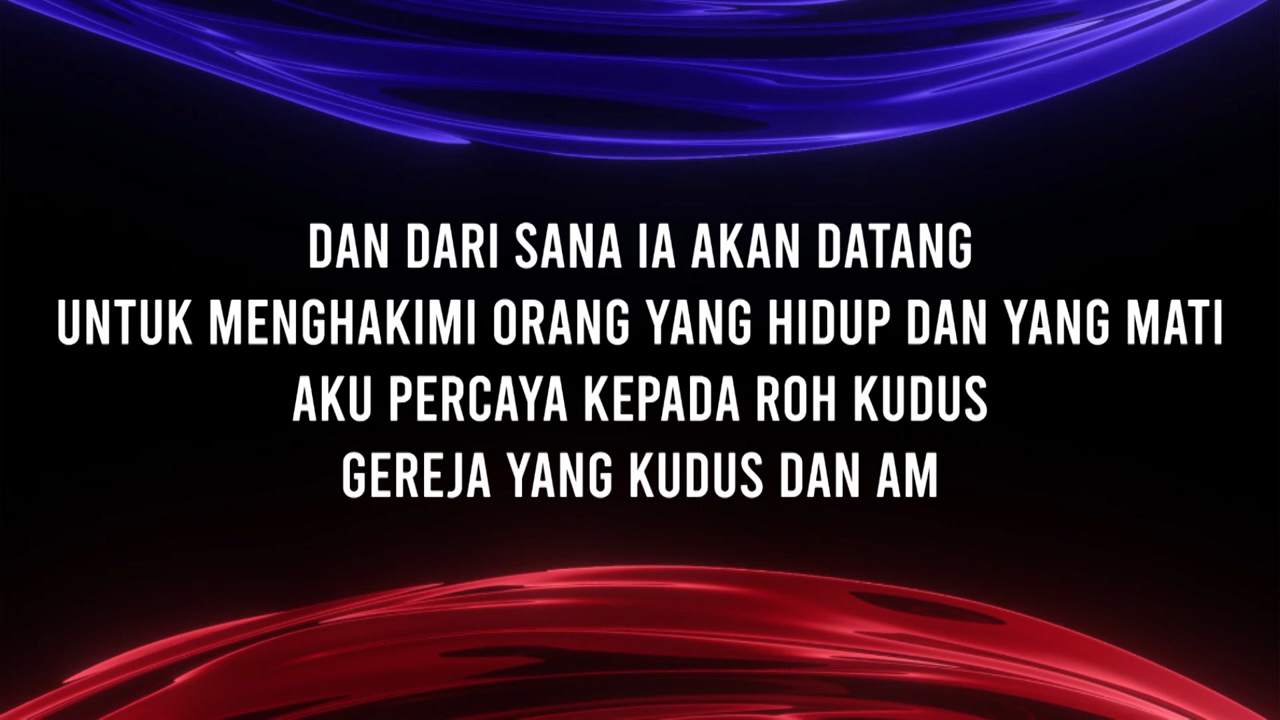 DAN DARI SANA IA AKAN DATANG
UNTUK MENGHAKIMI ORANG YANG HIDUP DAN YANG MATI
AKU PERCAYA KEPADA ROH KUDUS
GEREJA YANG KUDUS DAN AM